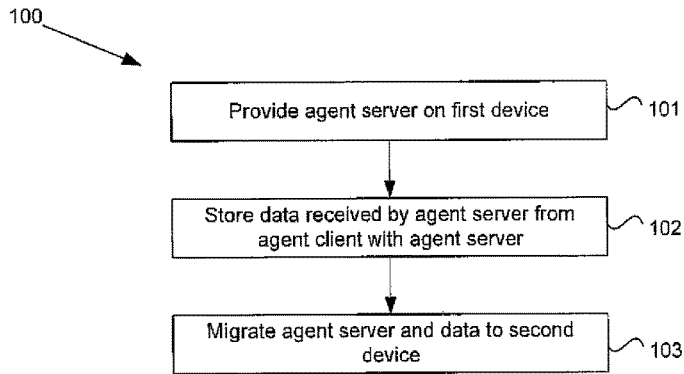 100
Provide agent server on first device
101
Store data received by agent server from
agent client with agent server
102
Migrate agent server and data to second
device
103